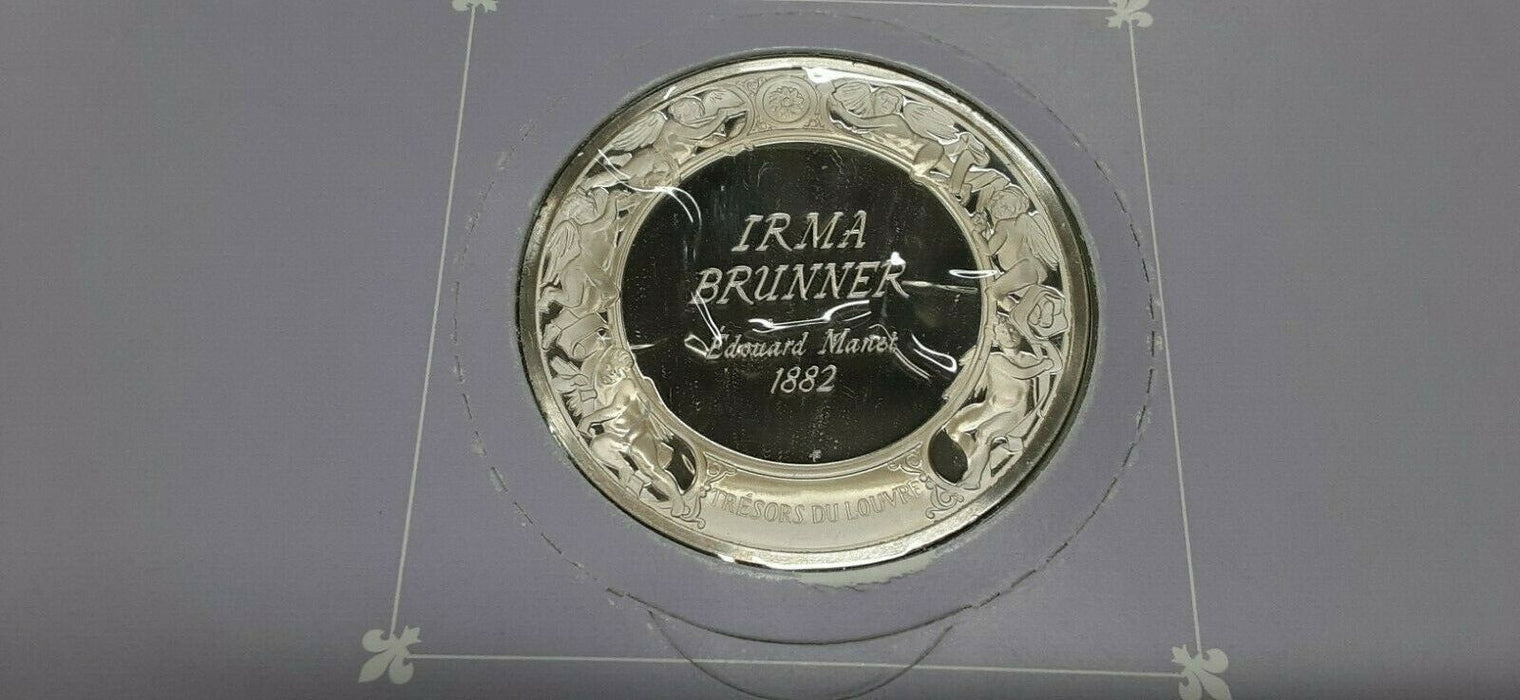 IRMA
BRUNNER
Édouard Manet
1882
TRÉSORS DU LOUVRE